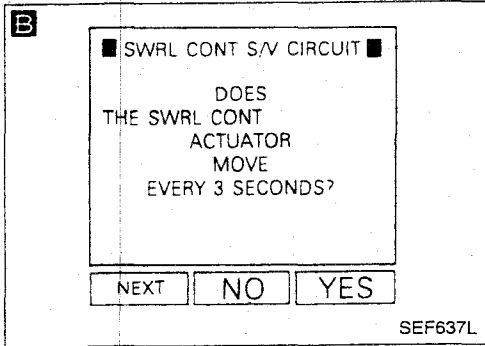 B
SWRL CONT S/V CIRCUIT
DOES
THE SWRL CONT
ACTUATOR
MOVE
EVERY 3 SECONDS?
NEXT NO YES
SEF637L